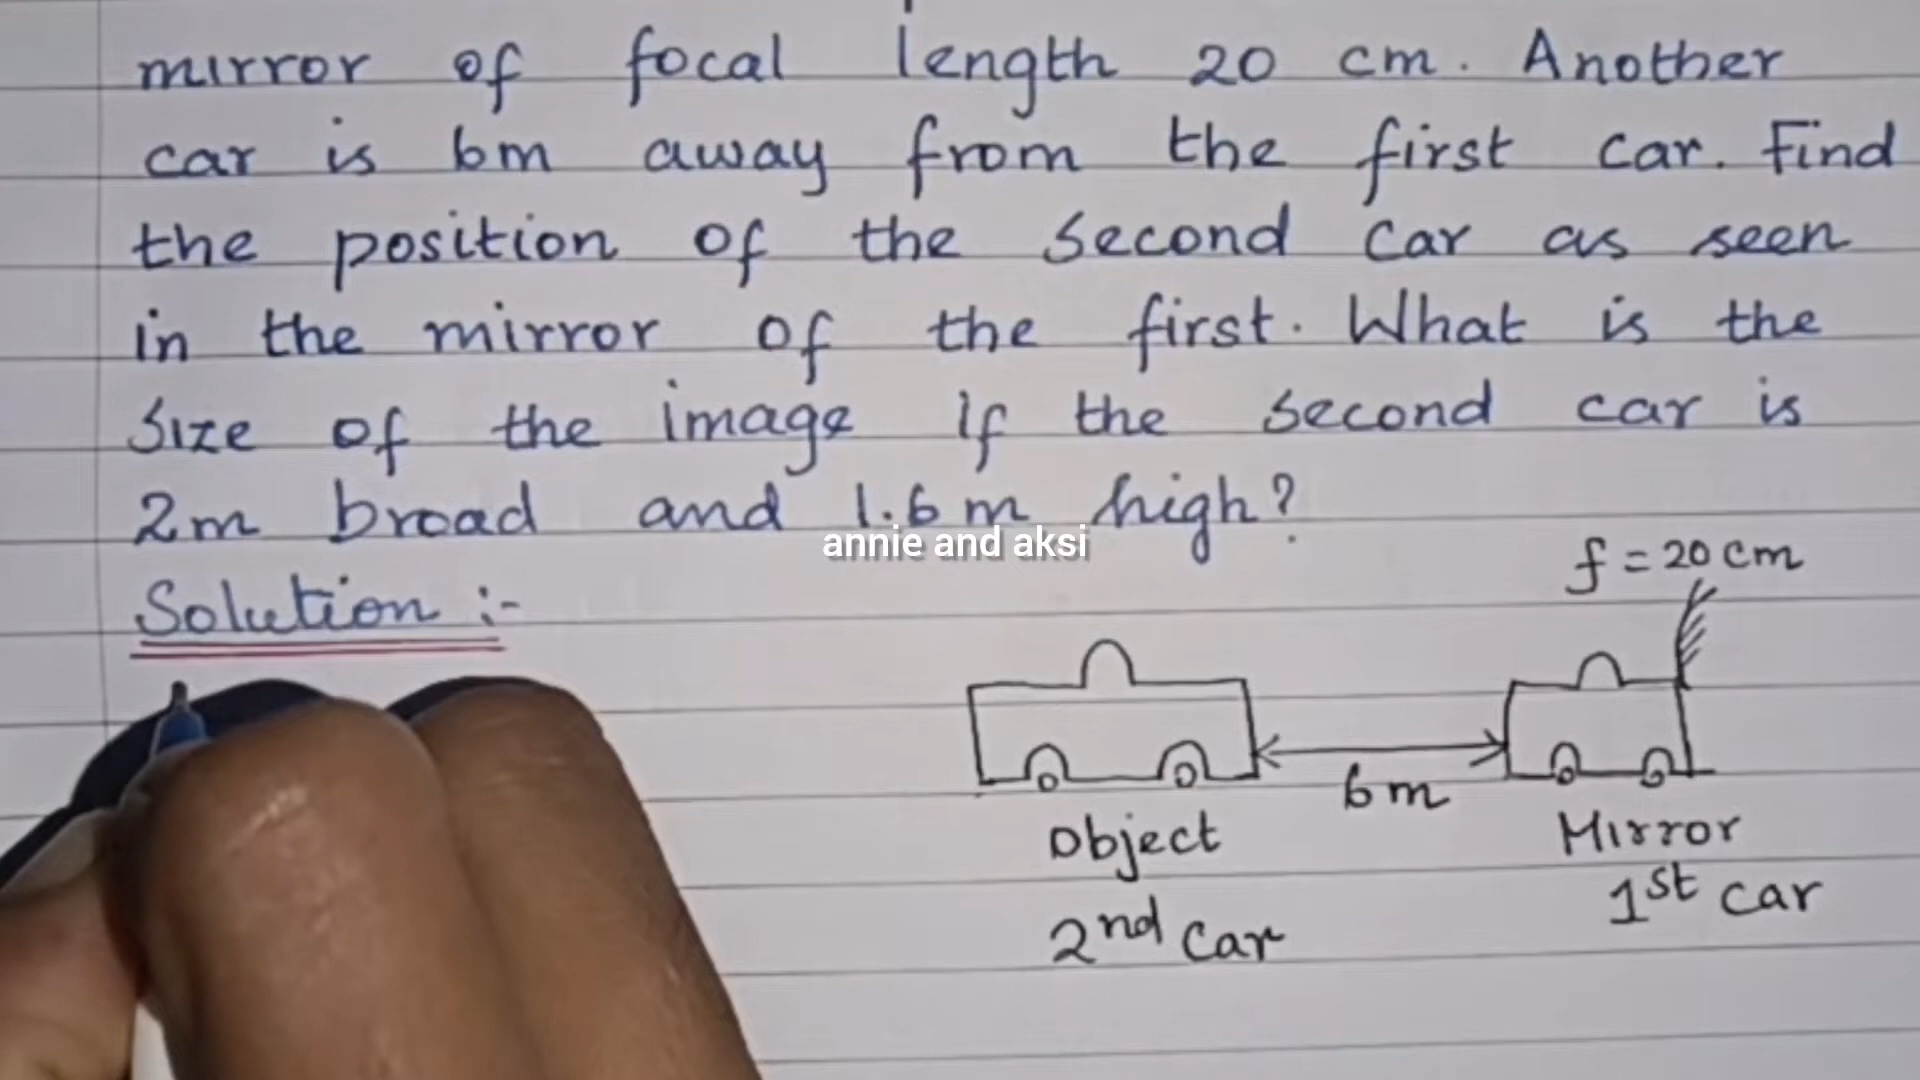 mirror of focal length 20 cm. Another
car is 6m away from the first car. Find
the position of the second car as seen
in the mirror of the first. What is the
size of the image if the second car is
2m broad and 1.6m high?
annie and aksi
f = 20 cm
Solution :-
6m
Object
Mirror
2nd car
1st car